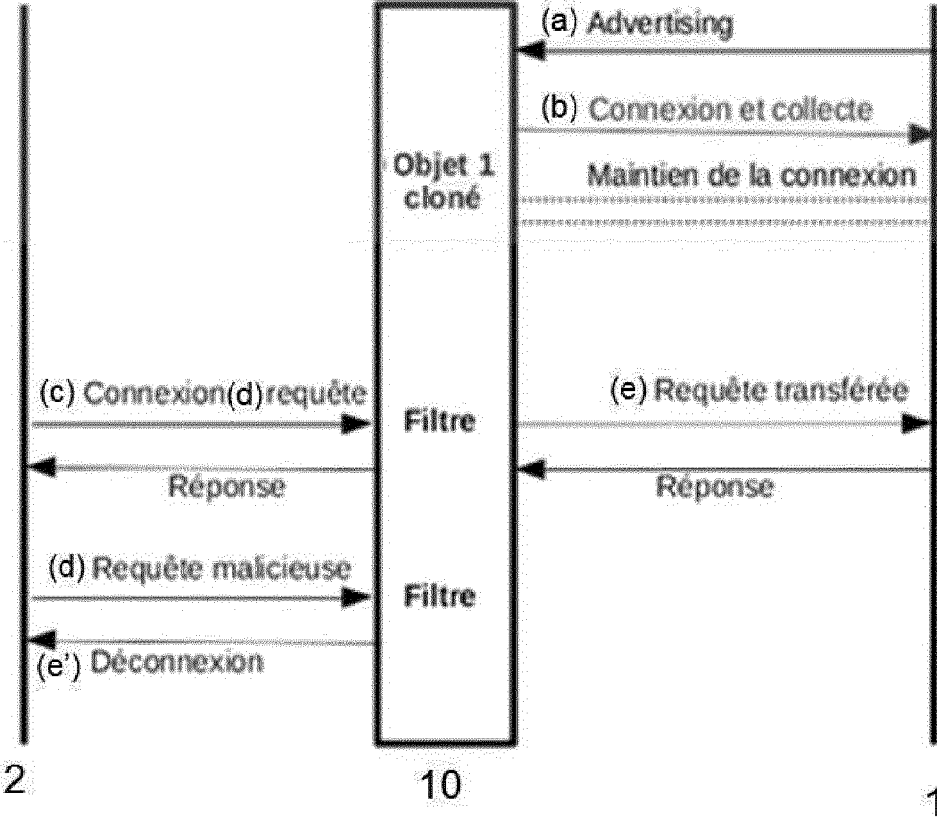 (a) Advertising
(b) Connexion et collecte
Objet 1
cloné
Maintien de la connexion
(c) Connexion(d)requête
Filtre
(e) Requête transférée
Réponse
Réponse
(d) Requête malicieuse
Filtre
(e') Déconnexion
2
10
1